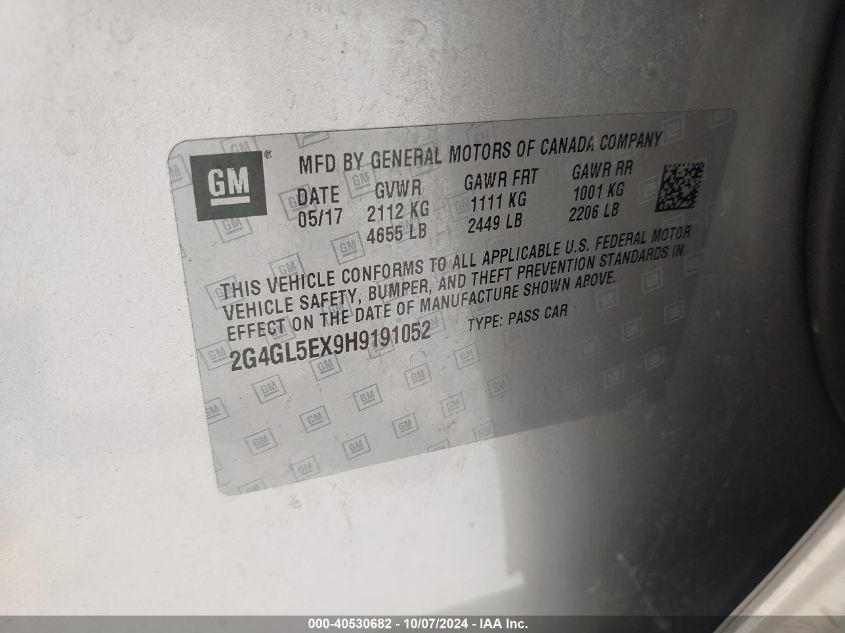 GM ®
MFD BY GENERAL MOTORS OF CANADA COMPANY
DATE GVWR GAWR FRT GAWR RR
05/17 2112 KG 1111 KG 1001 KG
4655 LB 2449 LB 2206 LB
THIS VEHICLE CONFORMS TO ALL APPLICABLE U.S. FEDERAL MOTOR
VEHICLE SAFETY, BUMPER, AND THEFT PREVENTION STANDARDS IN
EFFECT ON THE DATE OF MANUFACTURE SHOWN ABOVE.
2G4GL5EX9H9191052 TYPE: PASS CAR
000-40530682 - 10/07/2024 - IAA Inc.